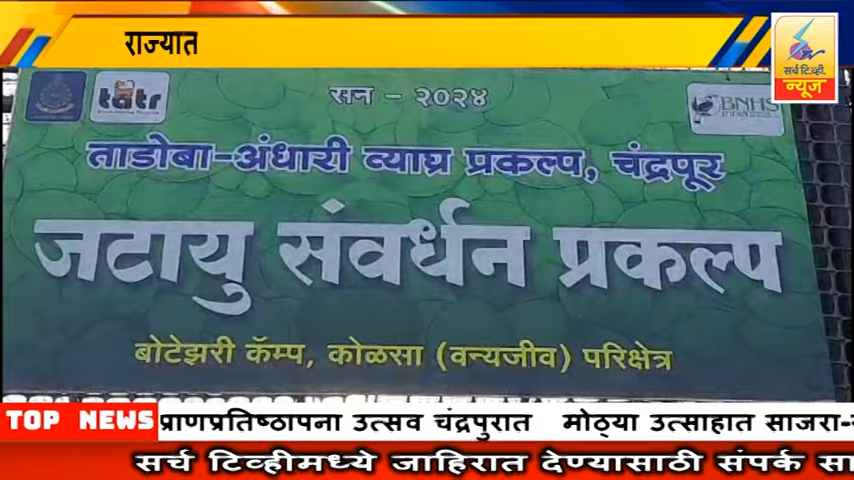 राज्यात
सर्च टि.व्ही.
न्यूज
tatr
सन - २०२४
BNHS
INDIA
ताडोबा-अंधारी व्याघ्र प्रकल्प, चंद्रपूर
जटायु संवर्धन प्रकल्प
बोटेझरी कॅम्प, कोळसा (वन्यजीव) परिक्षेत्र
TOP NEWS प्राणप्रतिष्ठापना उत्सव चंद्रपुरात मोठ्या उत्साहात साजरा-
सर्च टिव्हीमध्ये जाहिरात देण्यासाठी संपर्क सा